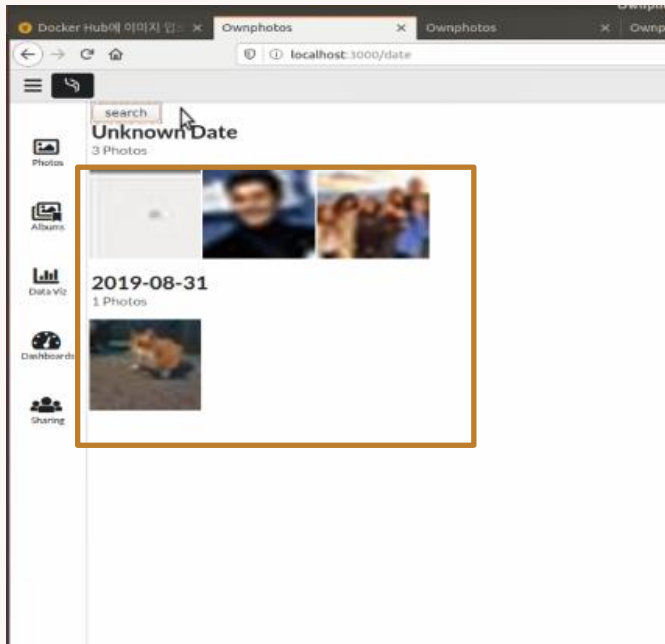 Ownpho
Docker Hub에 이미지
Ownphotos
Ownphotos
Ownp
localhost:3000/date
search
Unknown Date
3 Photos
Photos
Albums
2019-08-31
1 Photos
Data Viz
Dashboards
Sharing